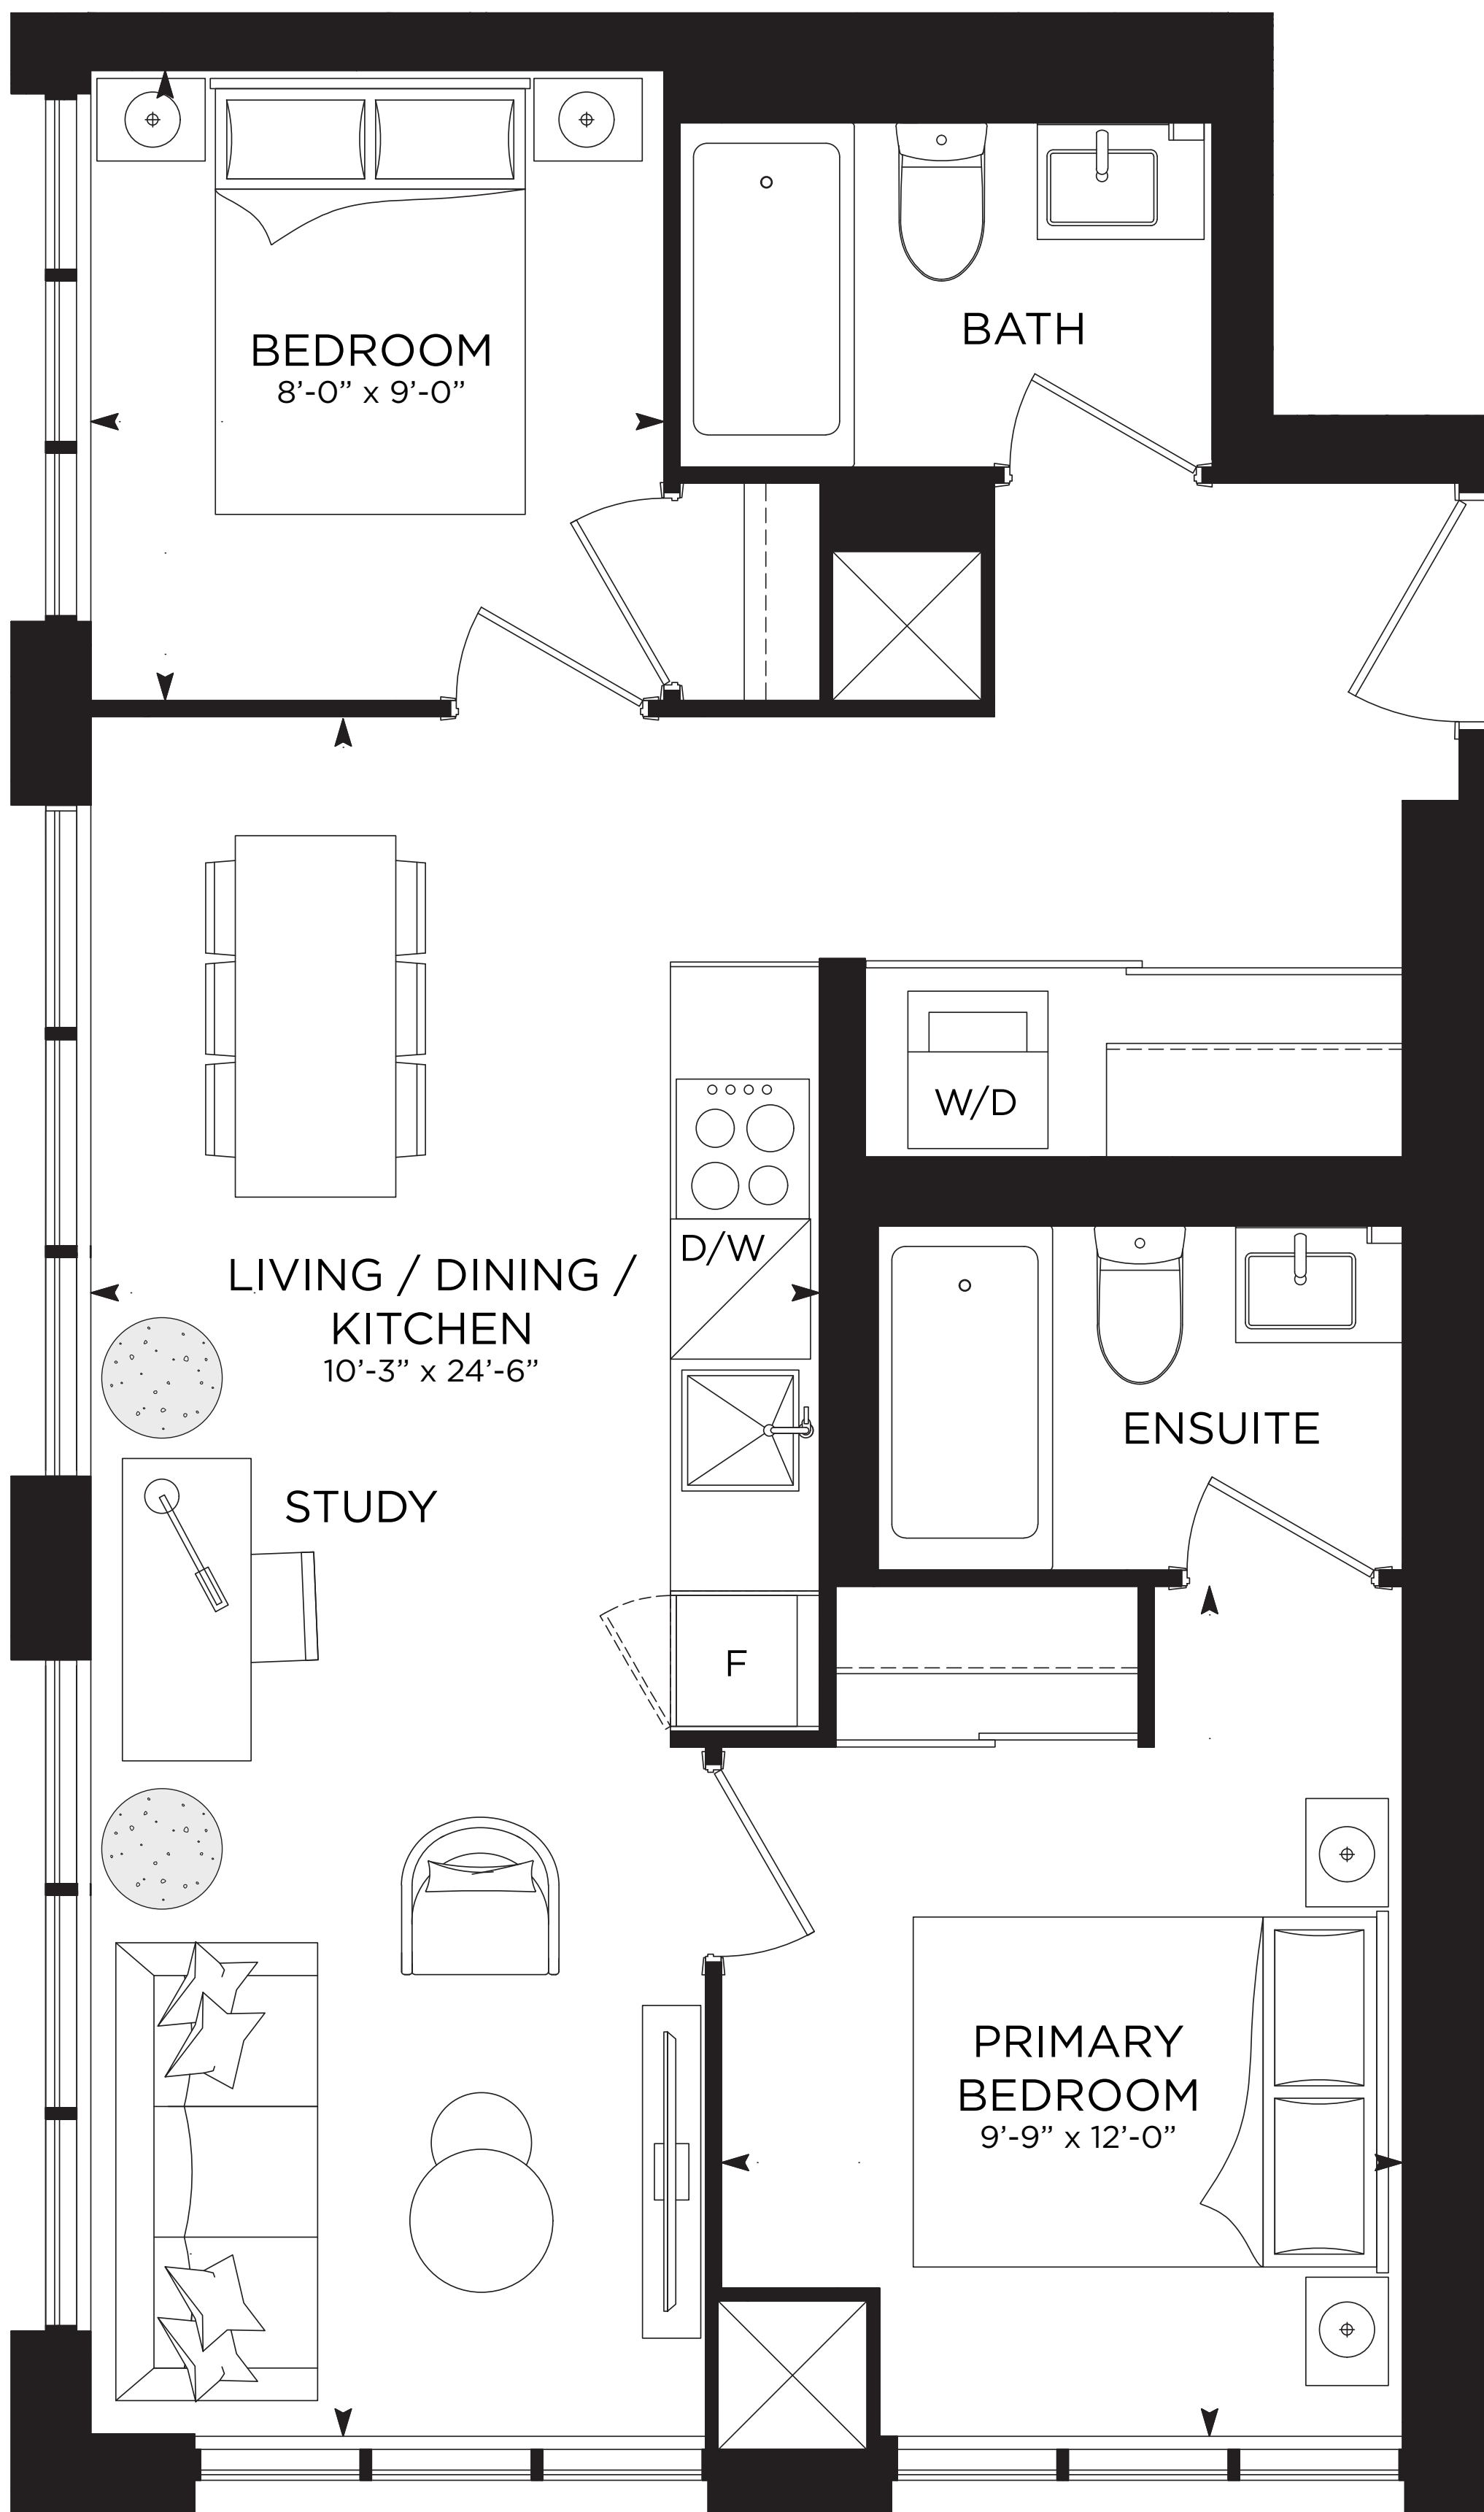 BEDROOM
8’-0” x 9’-0”
BATH
W/D
D/W
LIVING / DINING /
KITCHEN
10’-3” x 24’-6”
ENSUITE
STUDY
F
PRIMARY
BEDROOM
9’-9” x 12’-0”